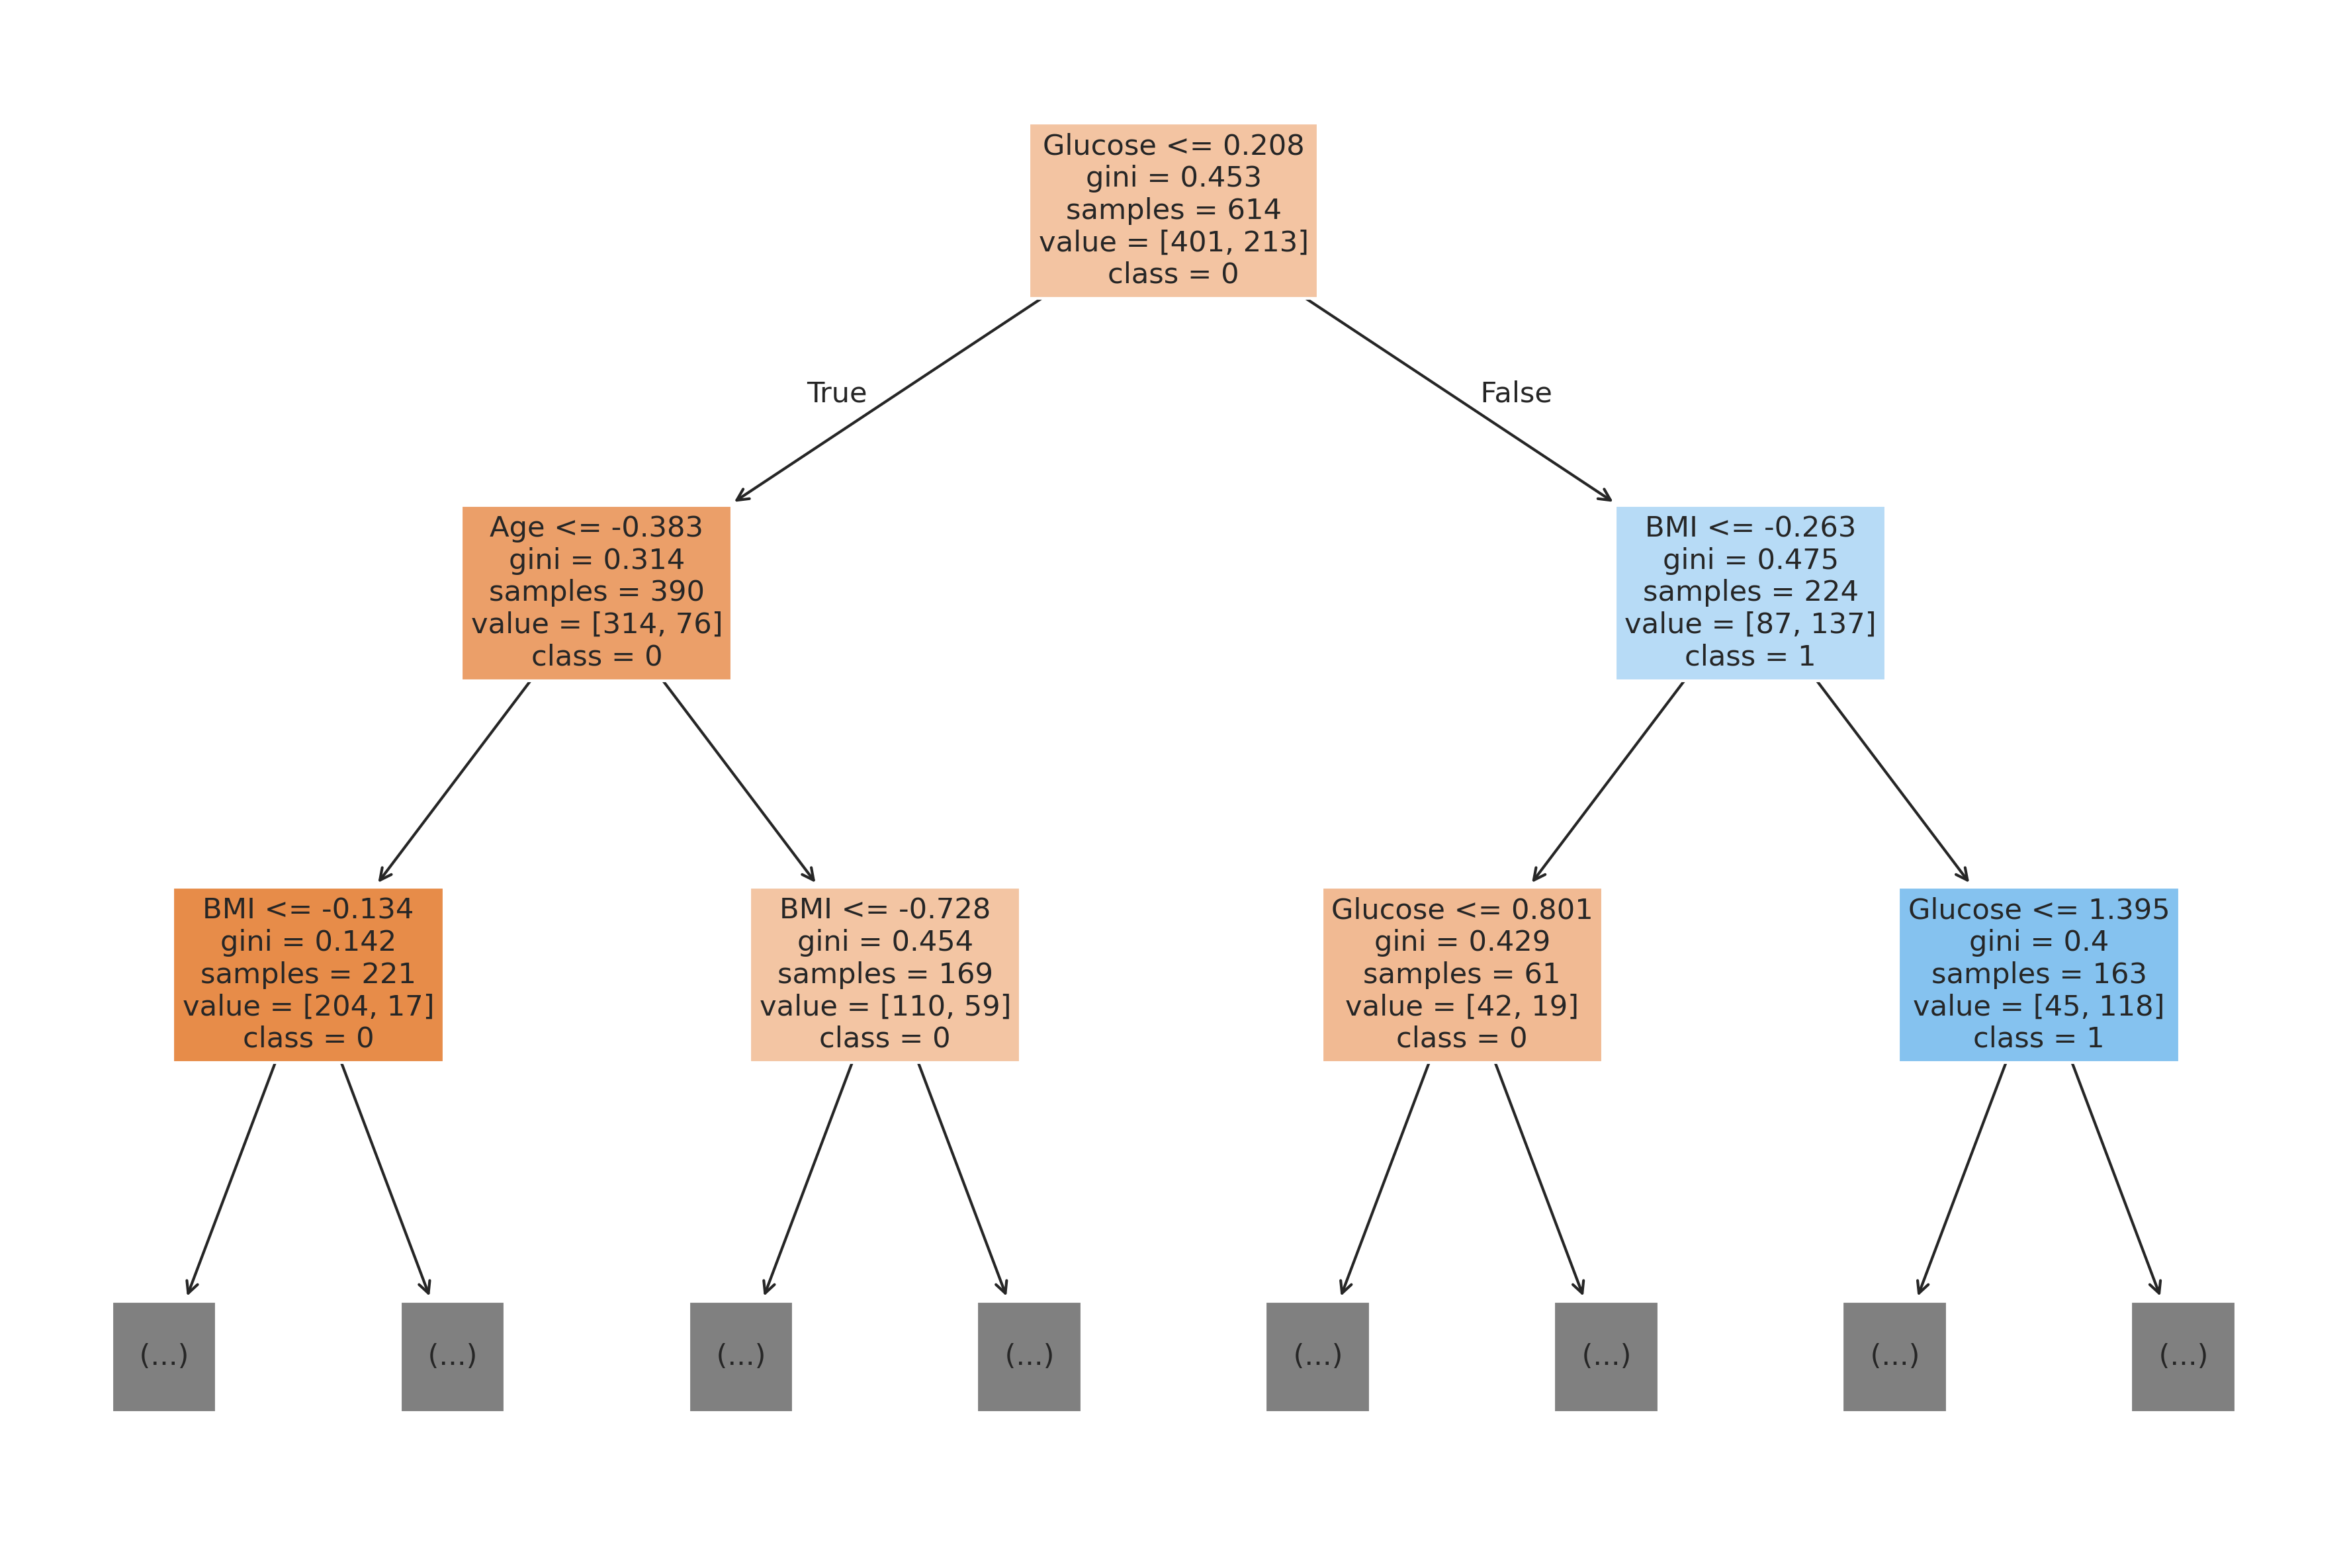 Glucose <= 0.208
gini = 0.453
samples = 614
value = [401, 213]
class = 0
True
False
Age <= -0.383
gini = 0.314
samples = 390
value = [314, 76]
class = 0
BMI <= -0.263
gini = 0.475
samples = 224
value = [87, 137]
class = 1
BMI <= -0.134
gini = 0.142
samples = 221
value = [204, 17]
class = 0
BMI <= -0.728
gini = 0.454
samples = 169
value = [110, 59]
class = 0
Glucose <= 0.801
gini = 0.429
samples = 61
value = [42, 19]
class = 0
Glucose <= 1.395
gini = 0.4
samples = 163
value = [45, 118]
class = 1
(...)
(...)
(...)
(...)
(...)
(...)
(...)
(...)